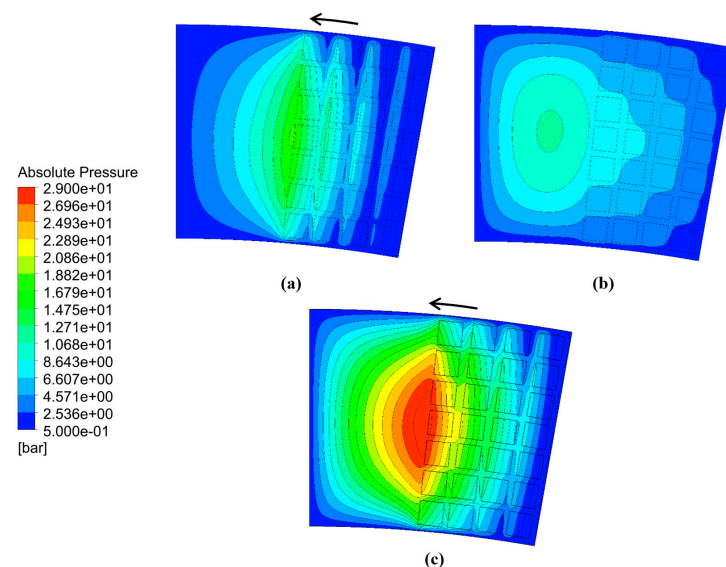 (a)
(b)
Absolute Pressure
2.900e+01
2.696e+01
2.493e+01
2.289e+01
2.086e+01
1.882e+01
1.679e+01
1.475e+01
1.271e+01
1.068e+01
8.643e+00
6.607e+00
4.571e+00
2.536e+00
5.000e-01
[bar]
(c)